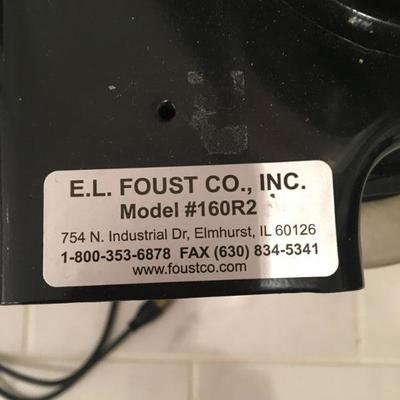 E.L. FOUST CO., INC.
Model #160R2
754 N. Industrial Dr, Elmhurst, IL 60126
1-800-353-6878 FAX (630) 834-5341
www.foustco.com